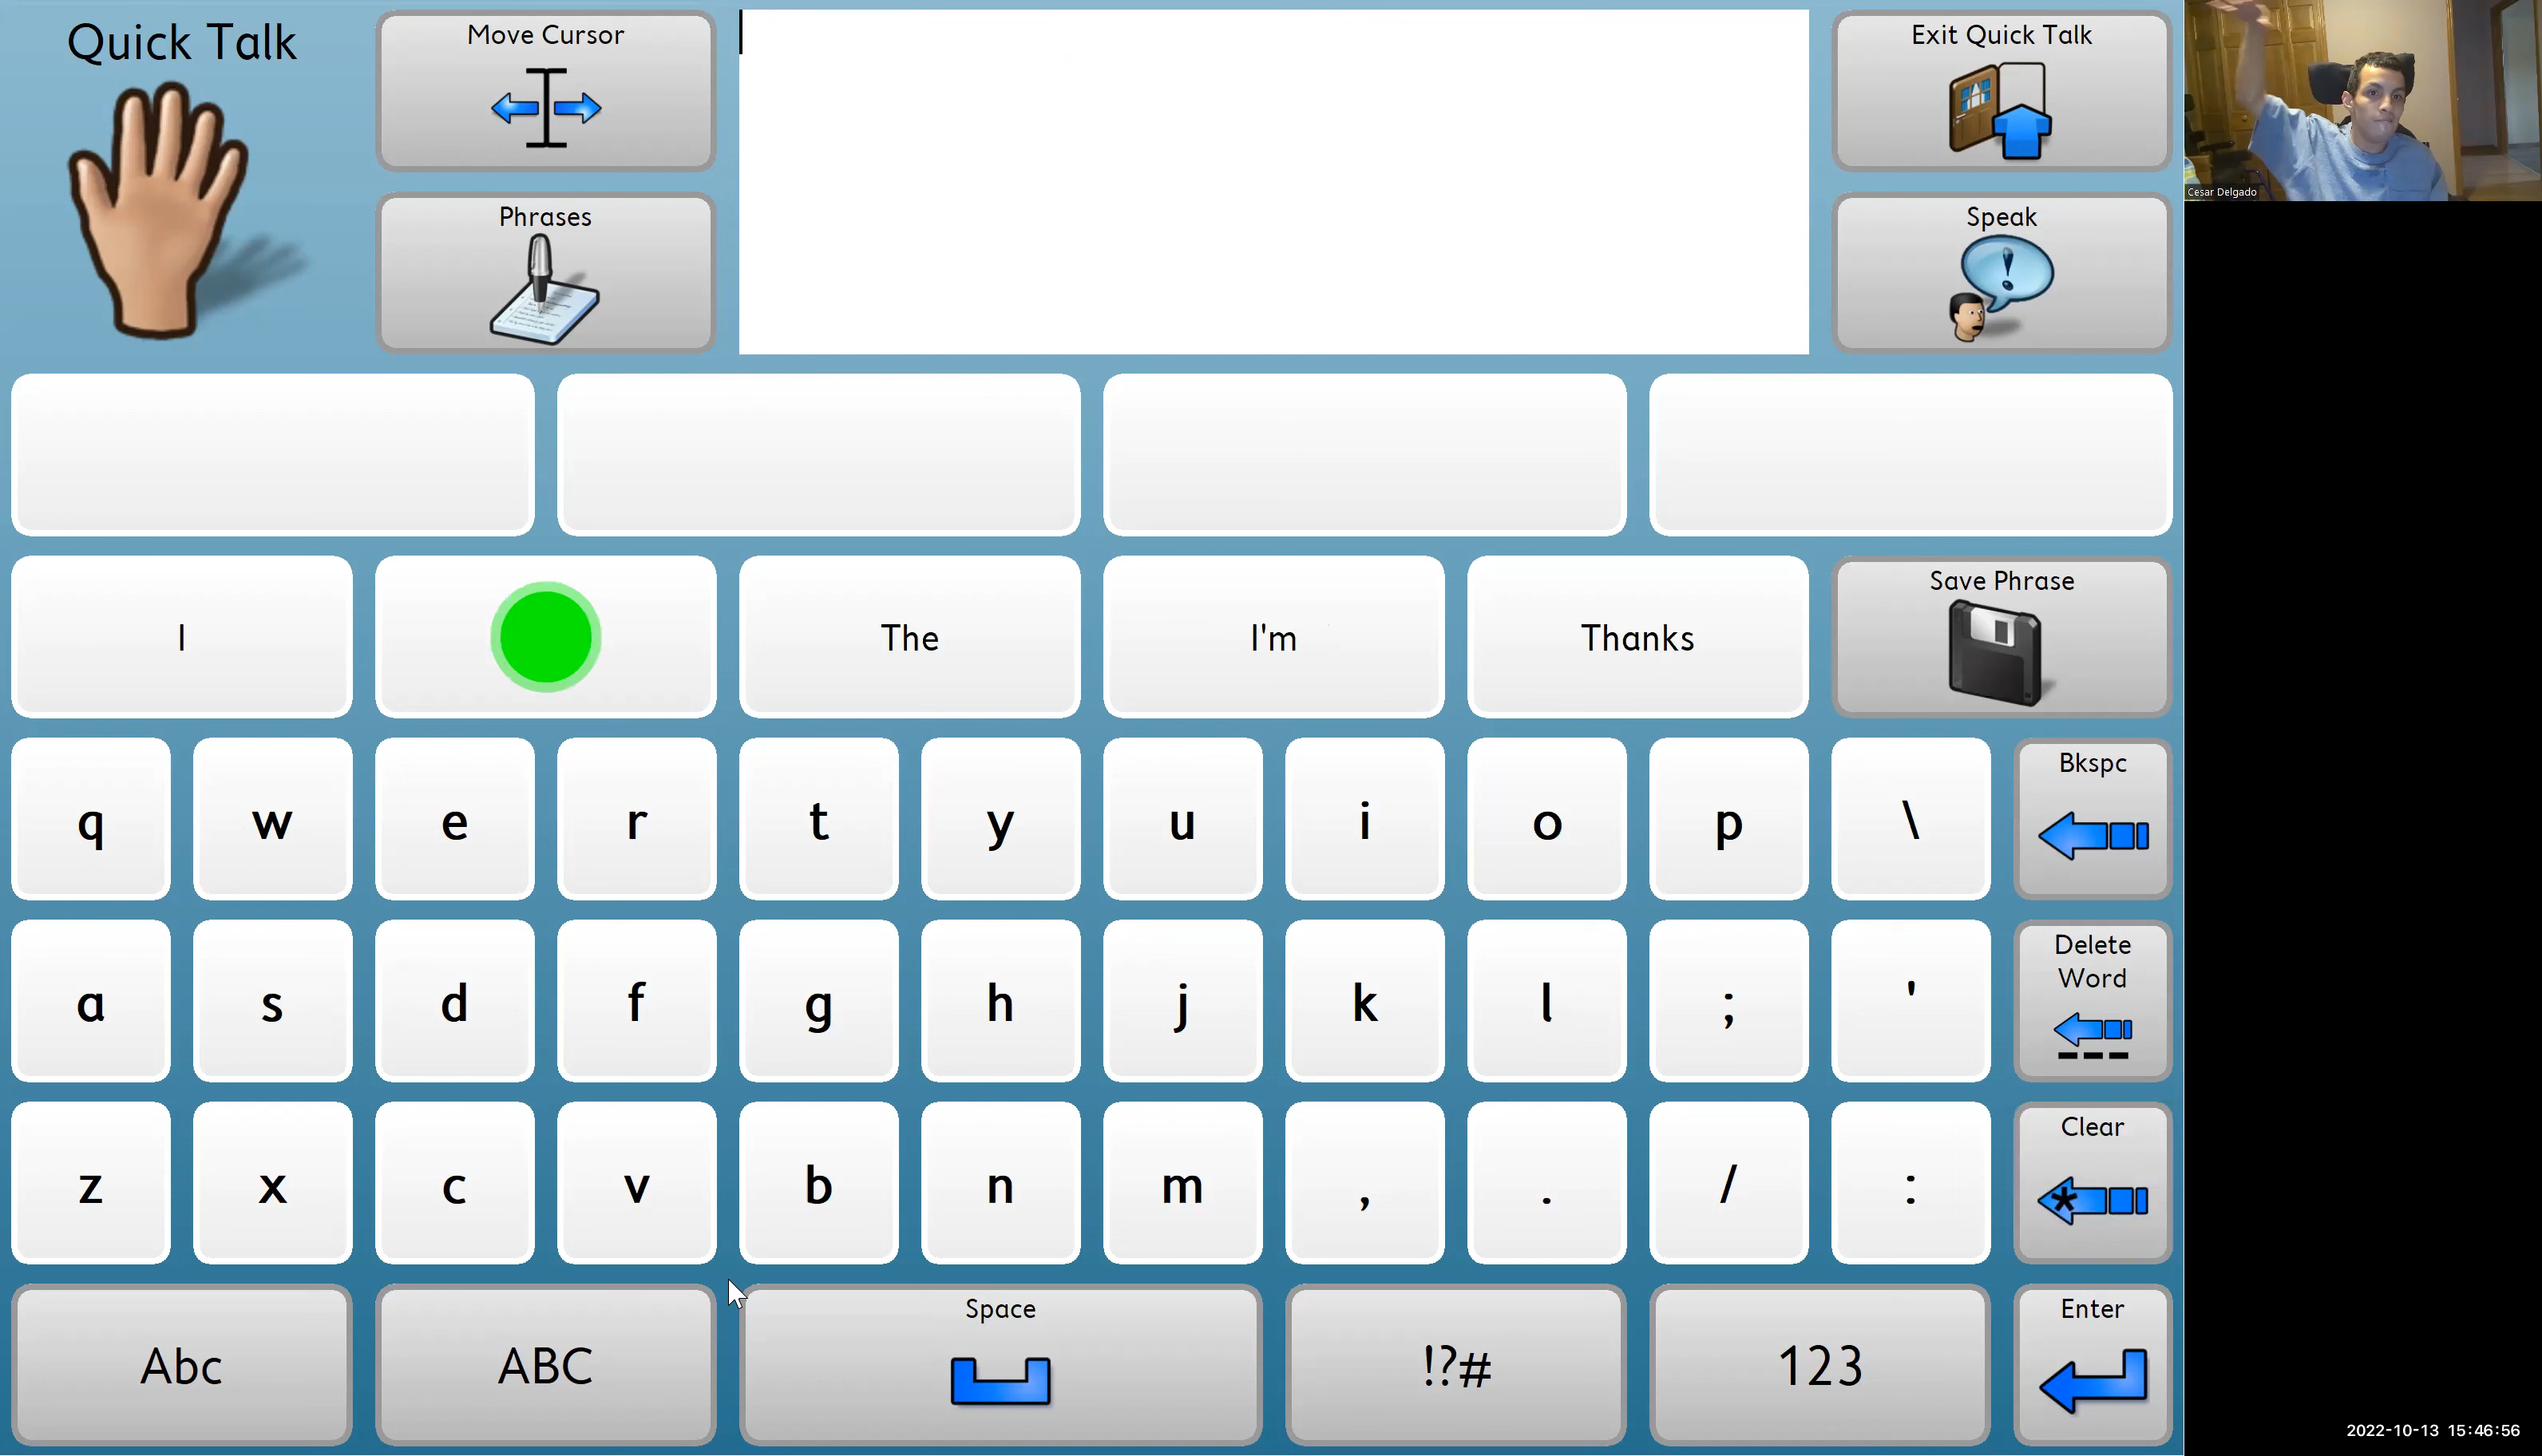 Quick Talk
Move Cursor
Exit Quick Talk
Cesar Delgado
Phrases
Speak
I
The
I'm
Thanks
Save Phrase
q w e r t y u i o p \
Bkspc
a s d f g h j k l ; '
Delete
Word
z x c v b n m , . / :
Clear
Abc
ABC
Space
!?#
123
Enter
2022-10-13 15:46:56